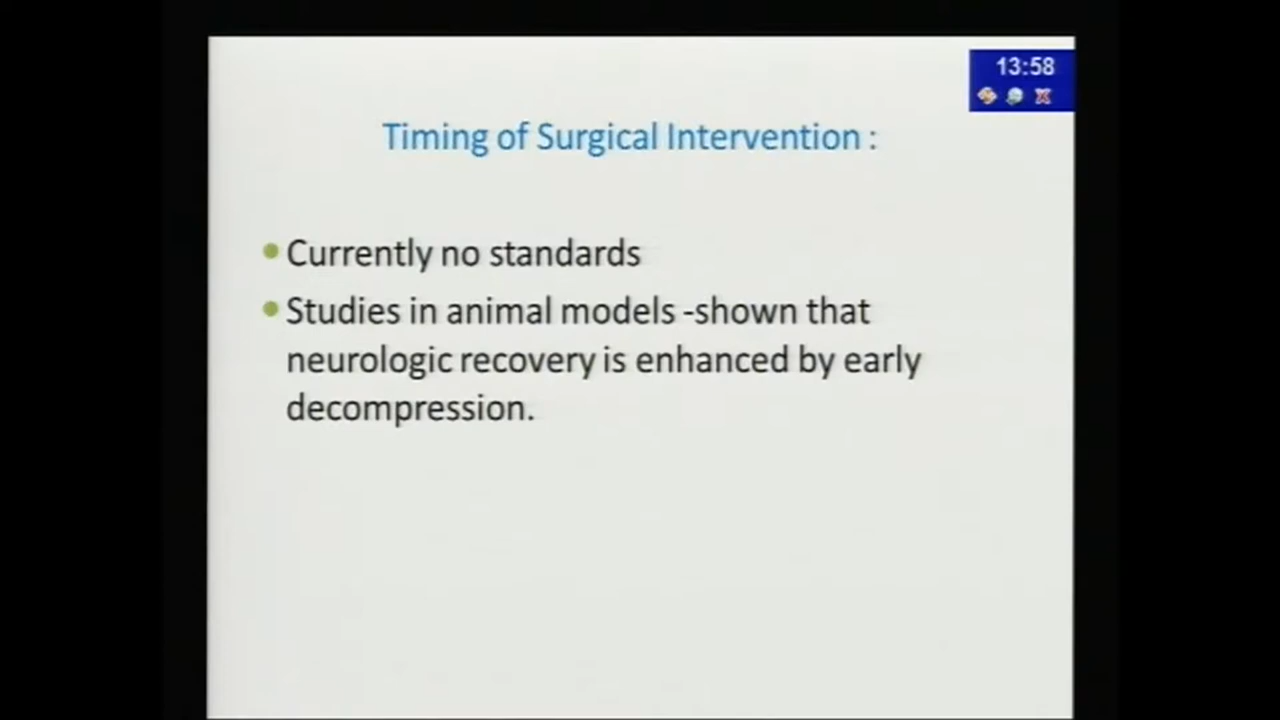 13:58
Timing of Surgical Intervention :
Currently no standards
Studies in animal models -shown that
neurologic recovery is enhanced by early
decompression.